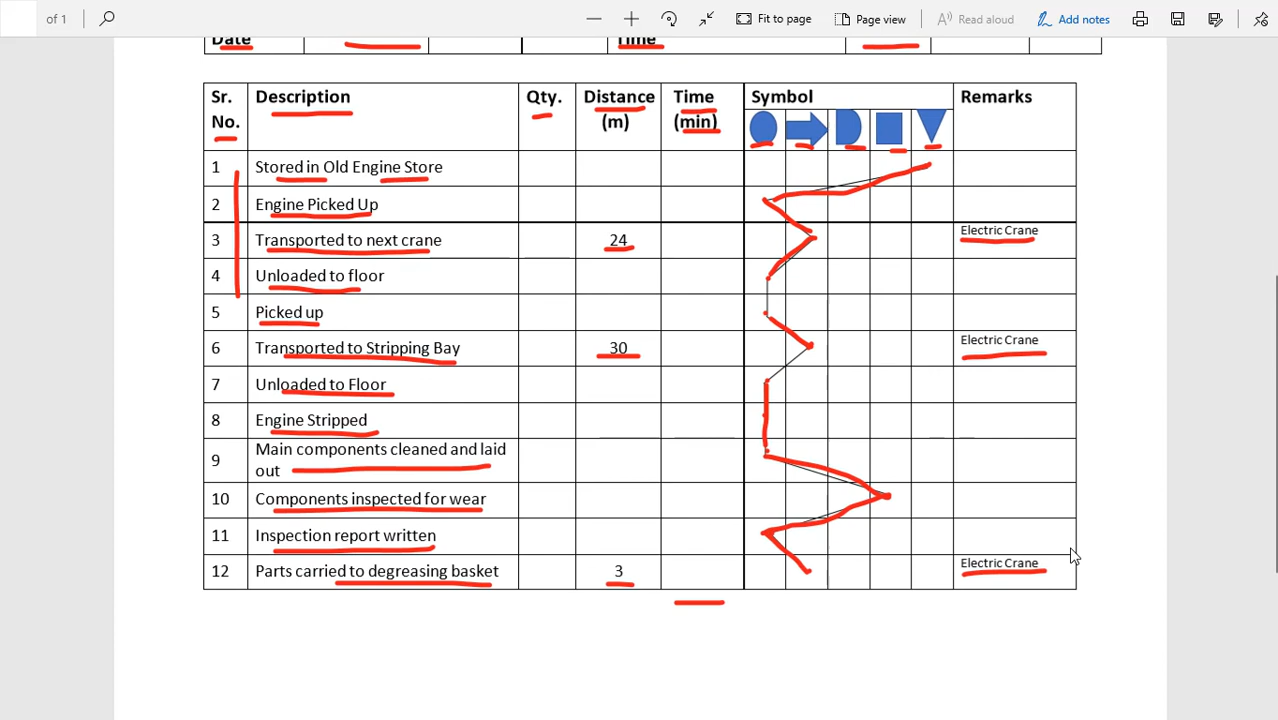 of 1
Fit to page
Page view
Read aloud
Add notes
Date
Time
Sr. No.
Description
Qty.
Distance (m)
Time (min)
Symbol
Remarks
1 Stored in Old Engine Store
2 Engine Picked Up
3 Transported to next crane 24 Electric Crane
4 Unloaded to floor
5 Picked up
6 Transported to Stripping Bay 30 Electric Crane
7 Unloaded to Floor
8 Engine Stripped
9 Main components cleaned and laid
out
10 Components inspected for wear
11 Inspection report written
12 Parts carried to degreasing basket 3 Electric Crane